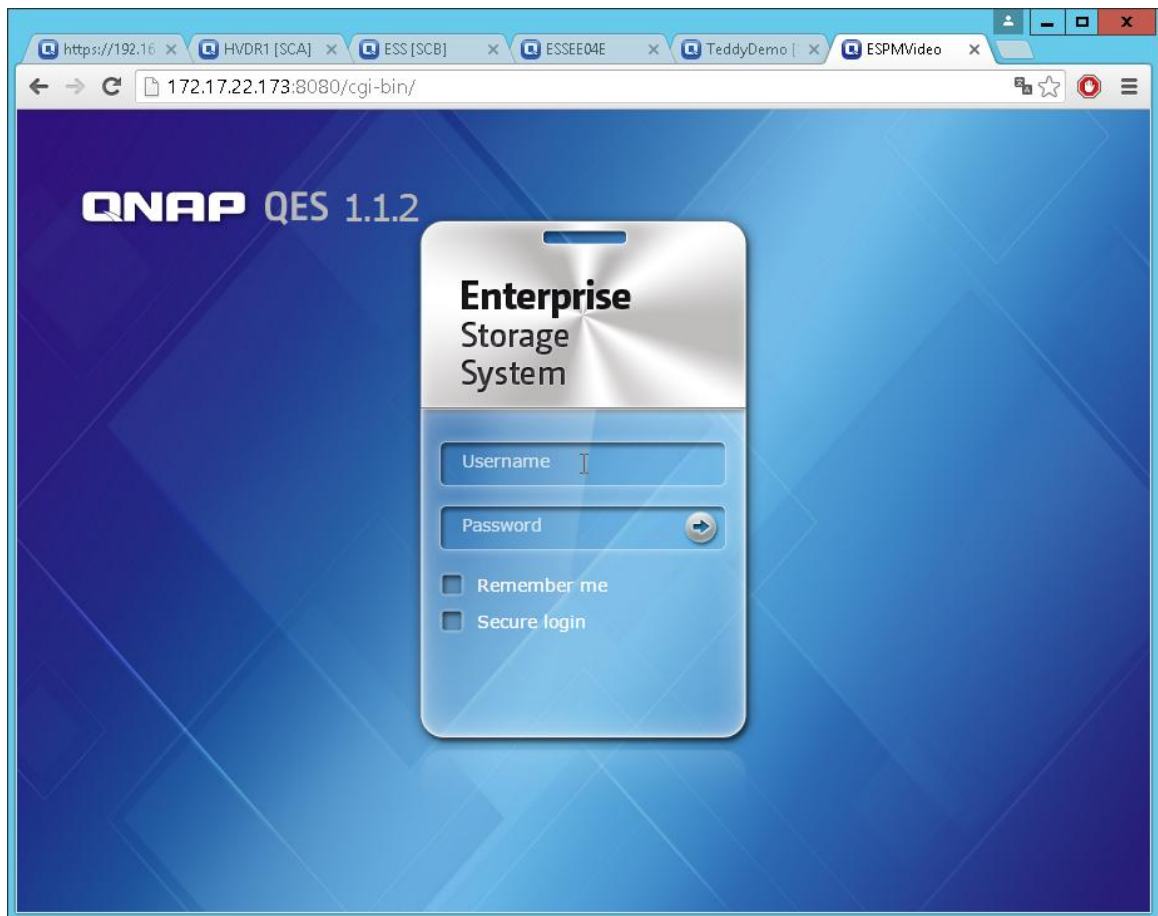 https://192.16
HVDR1 [SCA]
ESS [SCB]
ESSEE04E
TeddyDemo [
ESPMVideo
172.17.22.173:8080/cgi-bin/
QNAP QES 1.1.2
Enterprise
Storage
System
Username
Password
Remember me
Secure login